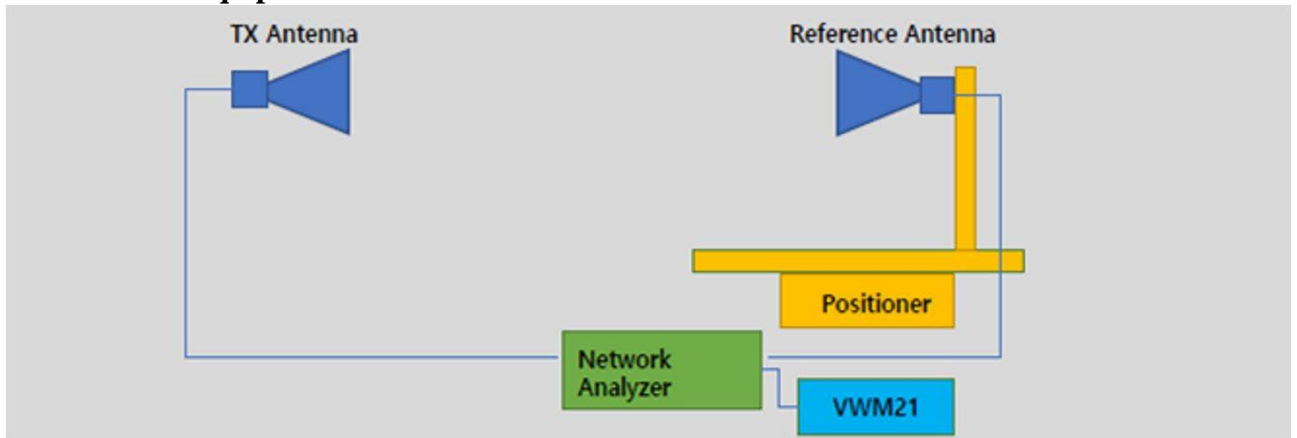 TX Antenna
Reference Antenna
Positioner
Network
Analyzer
VWM21